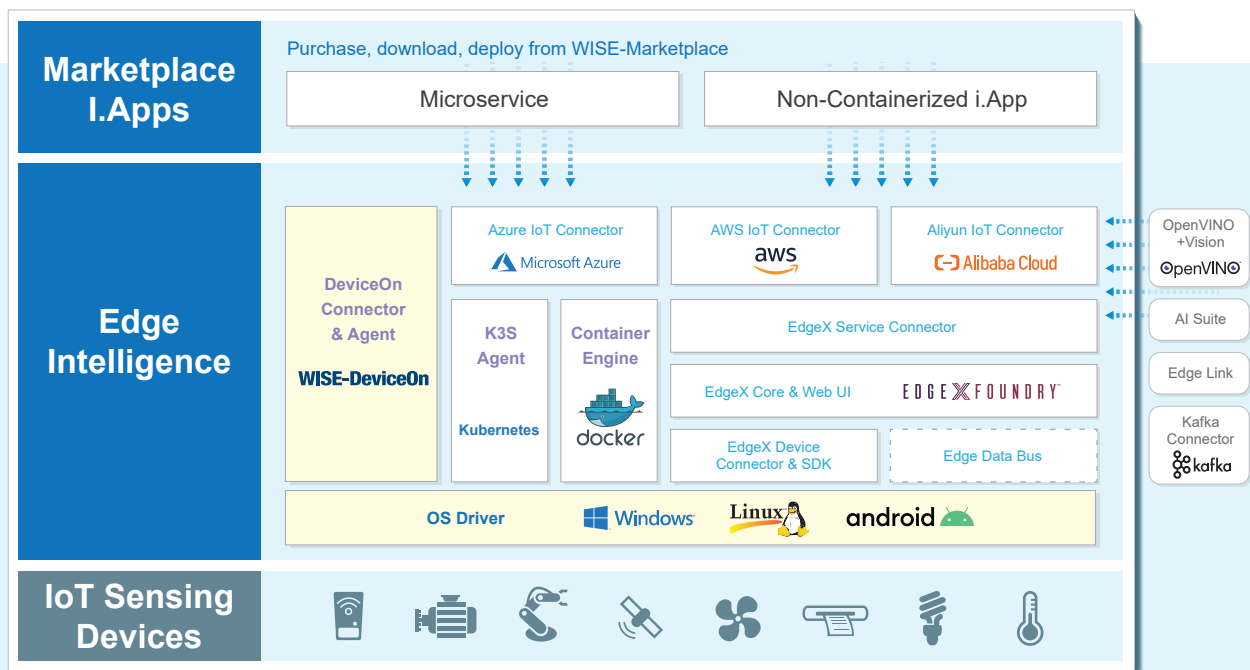 Marketplace
I.Apps
Purchase, download, deploy from WISE-Marketplace
Microservice
Non-Containerized i.App
Edge
Intelligence
DeviceOn
Connector
& Agent
WISE-DeviceOn
Azure IoT Connector
Microsoft Azure
AWS IoT Connector
aws
Aliyun IoT Connector
Alibaba Cloud
K3S
Agent
Kubernetes
Container
Engine
docker
EdgeX Service Connector
EdgeX Core & Web UI
EDGE X FOUNDRY™
EdgeX Device
Connector & SDK
Edge Data Bus
OS Driver
Windows
Linux
android
OpenVINO
+Vision
OpenVINO
AI Suite
Edge Link
Kafka
Connector
kafka
IoT Sensing
Devices